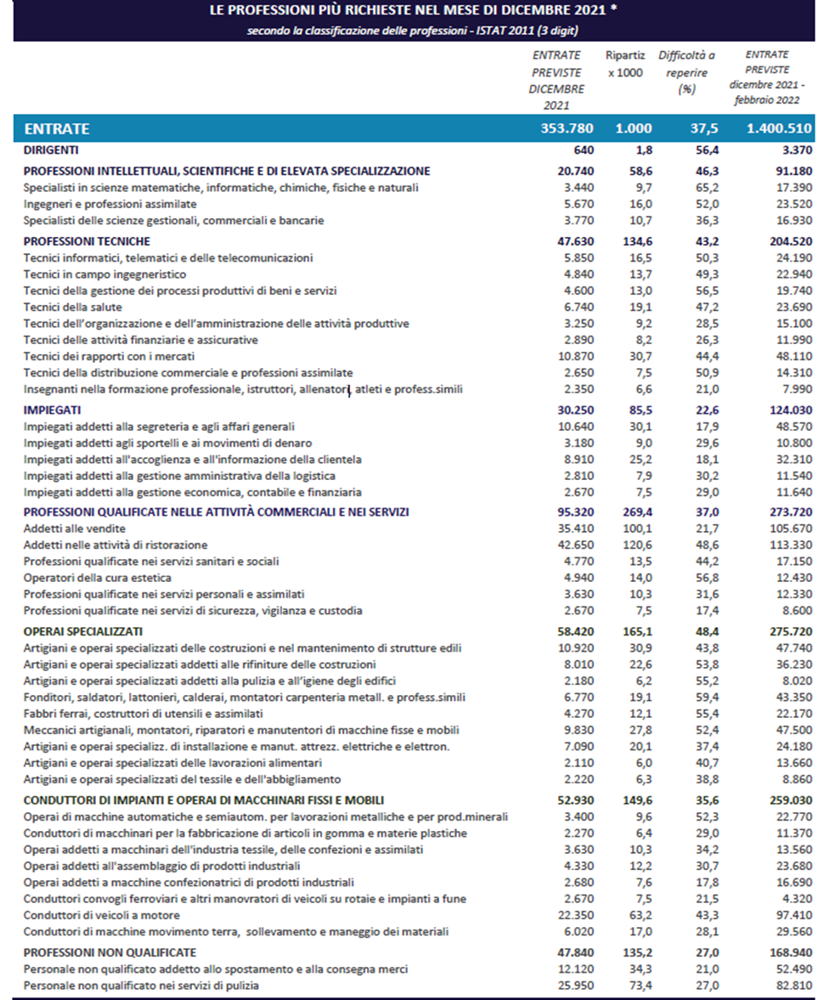 LE PROFESSIONI PIÙ RICHIESTE NEL MESE DI DICEMBRE 2021 *
secondo la classificazione delle professioni - ISTAT 2011 (3 digit)
ENTRATE PREVISTE DICEMBRE 2021 Ripartiz x 1000 Difficoltà a reperire (%) ENTRATE PREVISTE dicembre 2021 - febbraio 2022
ENTRATE 353.780 1.000 37,5 1.400.510
DIRIGENTI 640 1,8 56,4 3.370
PROFESSIONI INTELLETTUALI, SCIENTIFICHE E DI ELEVATA SPECIALIZZAZIONE 20.740 58,6 46,3 91.180
Specialisti in scienze matematiche, informatiche, chimiche, fisiche e naturali 3.440 9,7 65,2 17.390
Ingegneri e professioni assimilate 5.670 16,0 52,0 23.520
Specialisti delle scienze gestionali, commerciali e bancarie 3.770 10,7 36,3 16.930
PROFESSIONI TECNICHE 47.630 134,6 43,2 204.520
Tecnici informatici, telematici e delle telecomunicazioni 5.850 16,5 50,3 24.190
Tecnici in campo ingegneristico 4.840 13,7 49,3 22.940
Tecnici della gestione dei processi produttivi di beni e servizi 4.600 13,0 56,5 19.740
Tecnici della salute 6.740 19,1 47,2 23.690
Tecnici dell'organizzazione e dell'amministrazione delle attività produttive 3.250 9,2 28,5 15.100
Tecnici delle attività finanziarie e assicurative 2.890 8,2 26,3 11.990
Tecnici dei rapporti con i mercati 10.870 30,7 44,4 48.110
Tecnici della distribuzione commerciale e professioni assimilate 2.650 7,5 50,9 14.310
Insegnanti nella formazione professionale, istruttori, allenatori, atleti e profess.simili 2.350 6,6 21,0 7.990
IMPIEGATI 30.250 85,5 22,6 124.030
Impiegati addetti alla segreteria e agli affari generali 10.640 30,1 17,9 48.570
Impiegati addetti agli sportelli e ai movimenti di denaro 3.180 9,0 29,6 10.800
Impiegati addetti all'accoglienza e all'informazione della clientela 8.910 25,2 18,1 32.310
Impiegati addetti alla gestione amministrativa della logistica 2.810 7,9 30,2 11.540
Impiegati addetti alla gestione economica, contabile e finanziaria 2.670 7,5 29,0 11.640
PROFESSIONI QUALIFICATE NELLE ATTIVITÀ COMMERCIALI E NEI SERVIZI 95.320 269,4 37,0 273.720
Addetti alle vendite 35.410 100,1 21,7 105.670
Addetti nelle attività di ristorazione 42.650 120,6 48,6 113.330
Professioni qualificate nei servizi sanitari e sociali 4.770 13,5 44,2 17.150
Operatori della cura estetica 4.940 14,0 56,8 12.430
Professioni qualificate nei servizi personali e assimilati 3.630 10,3 31,6 12.330
Professioni qualificate nei servizi di sicurezza, vigilanza e custodia 2.670 7,5 17,4 8.600
OPERAI SPECIALIZZATI 58.420 165,1 48,4 275.720
Artigiani e operai specializzati delle costruzioni e nel mantenimento di strutture edili 10.920 30,9 43,8 47.740
Artigiani e operai specializzati addetti alle rifiniture delle costruzioni 8.010 22,6 53,8 36.230
Artigiani e operai specializzati addetti alla pulizia e all'igiene degli edifici 2.180 6,2 55,2 8.020
Fonditori, saldatori, lattonieri, calderai, montatori carpenteria metall. e profess.simili 6.770 19,1 59,4 43.350
Fabbri ferrai, costruttori di utensili e assimilati 4.270 12,1 55,4 22.170
Meccanici artigianali, montatori, riparatori e manutentori di macchine fisse e mobili 9.830 27,8 52,4 47.500
Artigiani e operai specializz. di installazione e manut. attrezz. elettriche e elettron. 7.090 20,1 37,4 24.180
Artigiani e operai specializzati delle lavorazioni alimentari 2.110 6,0 40,7 13.660
Artigiani e operai specializzati del tessile e dell'abbigliamento 2.220 6,3 38,8 8.860
CONDUTTORI DI IMPIANTI E OPERAI DI MACCHINARI FISSI E MOBILI 52.930 149,6 35,6 259.030
Operai di macchine automatiche e semiautom. per lavorazioni metalliche e per prod.minerali 3.400 9,6 52,3 22.770
Conduttori di macchinari per la fabbricazione di articoli in gomma e materie plastiche 2.270 6,4 29,0 11.370
Operai addetti a macchinari dell'industria tessile, delle confezioni e assimilati 3.630 10,3 34,2 13.560
Operai addetti all'assemblaggio di prodotti industriali 4.330 12,2 30,7 23.680
Operai addetti a macchine confezionatrici di prodotti industriali 2.680 7,6 17,8 16.690
Conduttori convogli ferroviari e altri manovratori di veicoli su rotaie e impianti a fune 2.670 7,5 21,5 4.320
Conduttori di veicoli a motore 22.350 63,2 43,3 97.410
Conduttori di macchine movimento terra, sollevamento e maneggio dei materiali 6.020 17,0 28,1 29.560
PROFESSIONI NON QUALIFICATE 47.840 135,2 27,0 168.940
Personale non qualificato addetto allo spostamento e alla consegna merci 12.120 34,3 21,0 52.490
Personale non qualificato nei servizi di pulizia 25.950 73,4 27,0 82.810